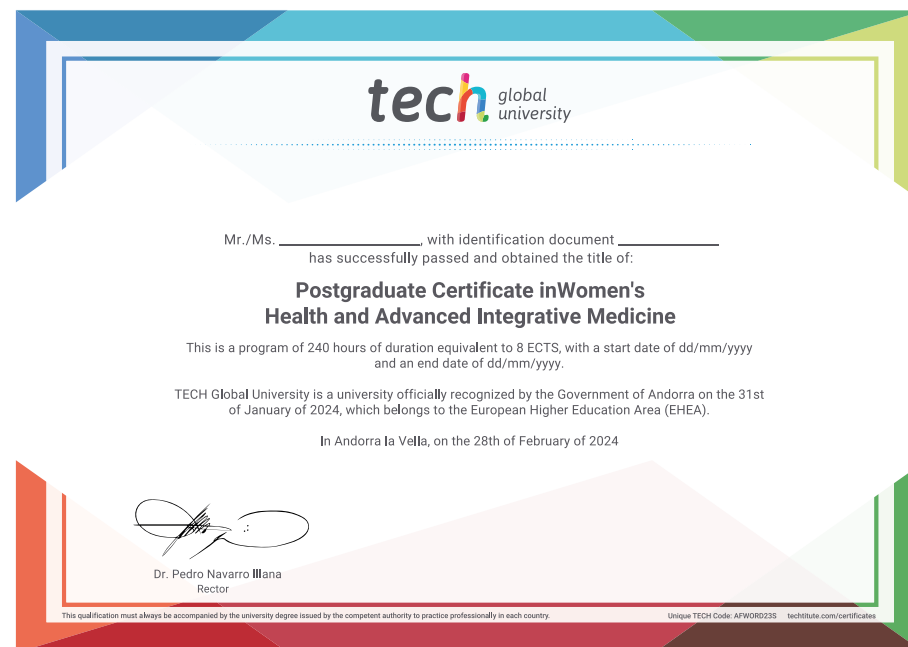 tech global
university
Mr./Ms. ____________________, with identification document ______________
has successfully passed and obtained the title of:
Postgraduate Certificate inWomen's
Health and Advanced Integrative Medicine
This is a program of 240 hours of duration equivalent to 8 ECTS, with a start date of dd/mm/yyyy
and an end date of dd/mm/yyyy.
TECH Global University is a university officially recognized by the Government of Andorra on the 31st
of January of 2024, which belongs to the European Higher Education Area (EHEA).
In Andorra la Vella, on the 28th of February of 2024
Dr. Pedro Navarro Illana
Rector
This qualification must always be accompanied by the university degree issued by the competent authority to practice professionally in each country.
Unique TECH Code: AFWORD23S techtitute.com/certificates